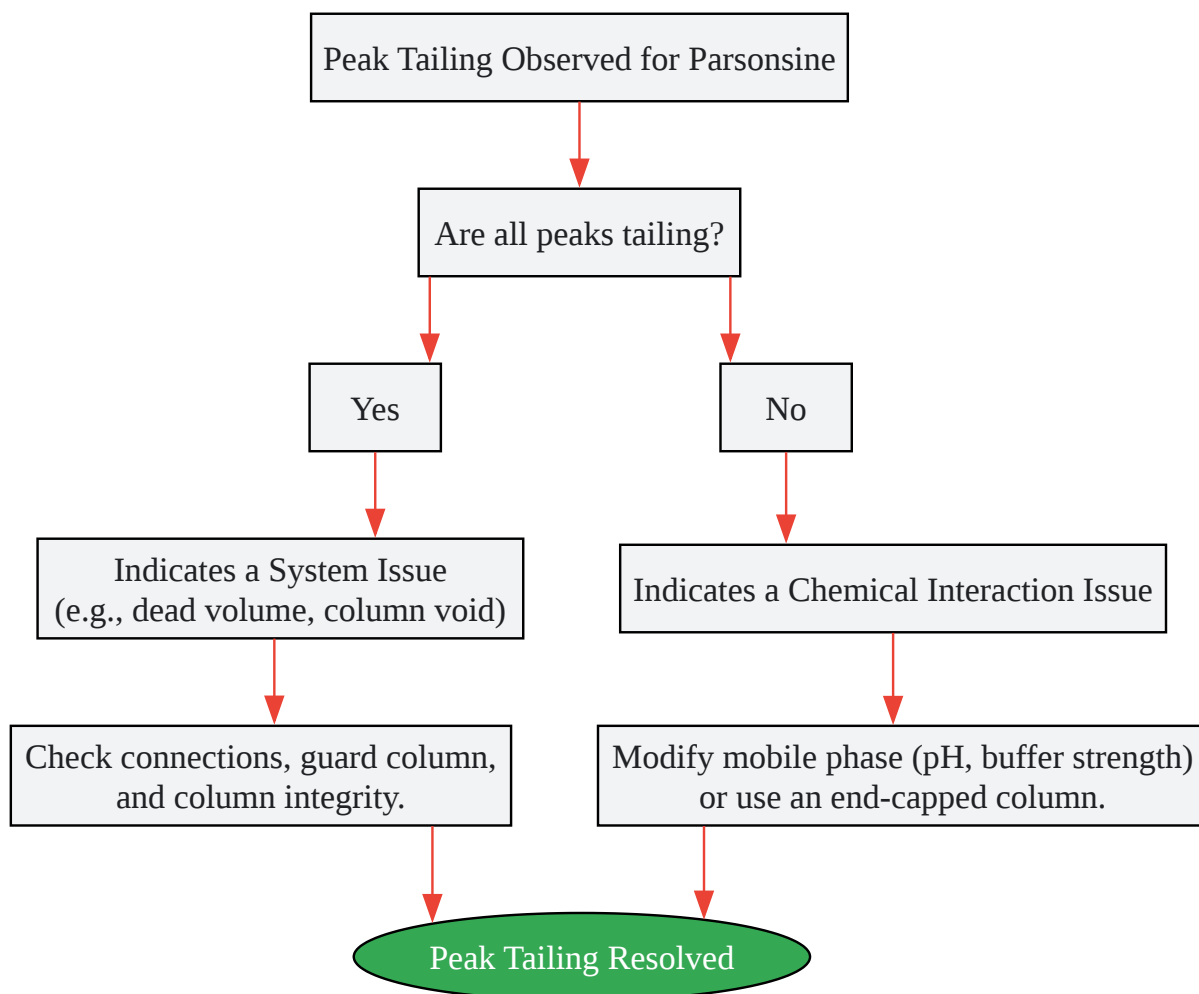 Peak Tailing Observed for Parsonsine
Are all peaks tailing?
Yes
No
Indicates a System Issue
(e.g., dead volume, column void)
Indicates a Chemical Interaction Issue
Check connections, guard column,
and column integrity.
Modify mobile phase (pH, buffer strength)
or use an end-capped column.
Peak Tailing Resolved